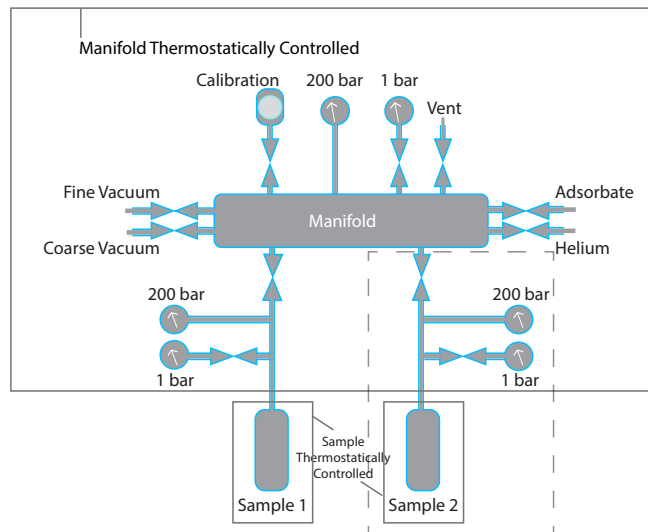 Manifold Thermostatically Controlled
Calibration
200 bar
1 bar
Vent
Fine Vacuum
Adsorbate
Manifold
Coarse Vacuum
Helium
200 bar
200 bar
1 bar
1 bar
Sample
Thermostatically
Controlled
Sample 1
Sample 2